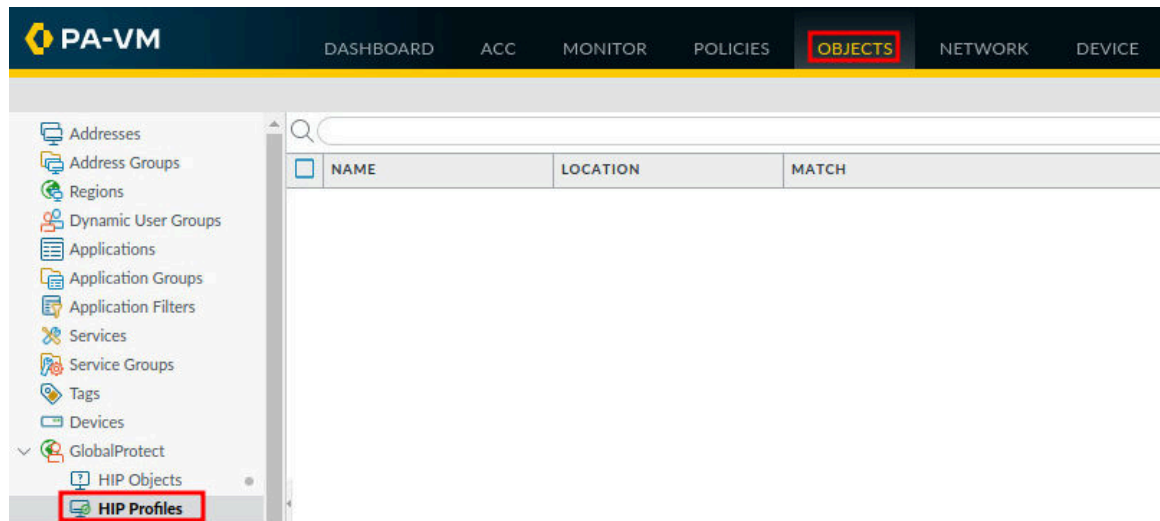 PA-VM
DASHBOARD ACC MONITOR POLICIES OBJECTS NETWORK DEVICE
Addresses
Address Groups
Regions
Dynamic User Groups
Applications
Application Groups
Application Filters
Services
Service Groups
Tags
Devices
GlobalProtect
HIP Objects
HIP Profiles
NAME LOCATION MATCH